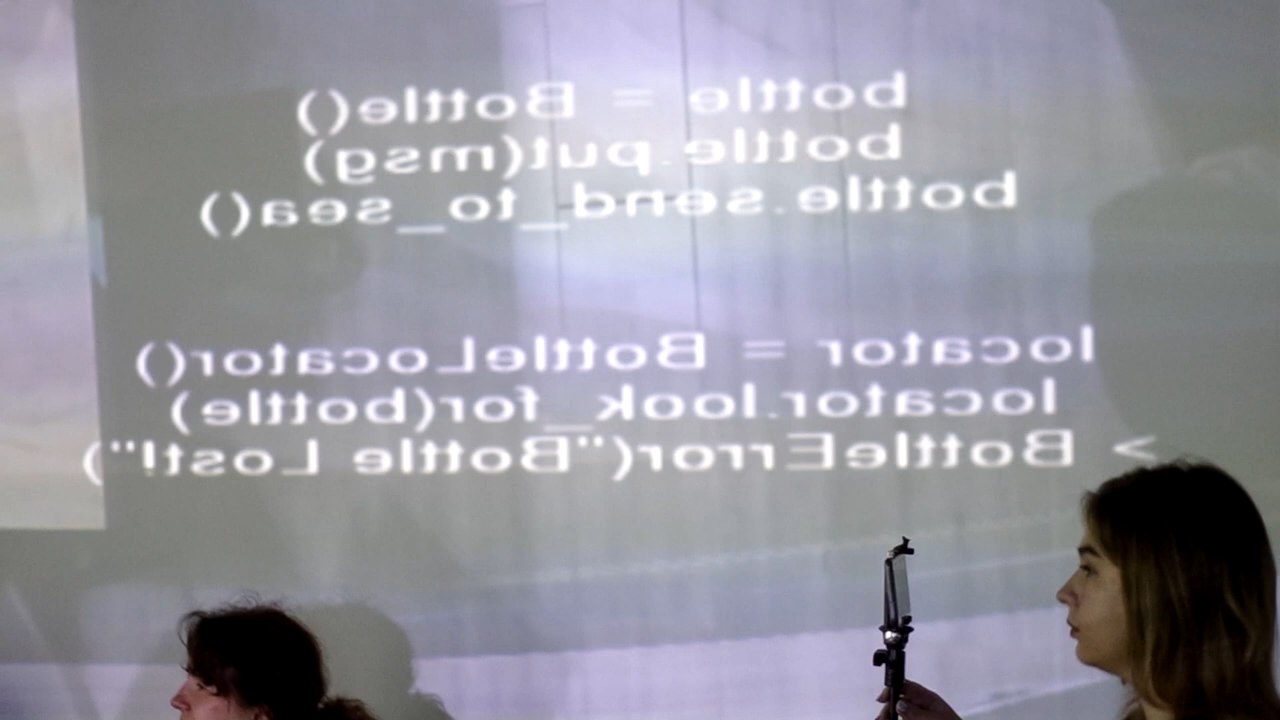 bottle = Bottle()
bottle.put(msg)
bottle.send_to_sea()
locator = BottleLocator()
locator.look_for(bottle)
> BottleError("Bottle Lost!")